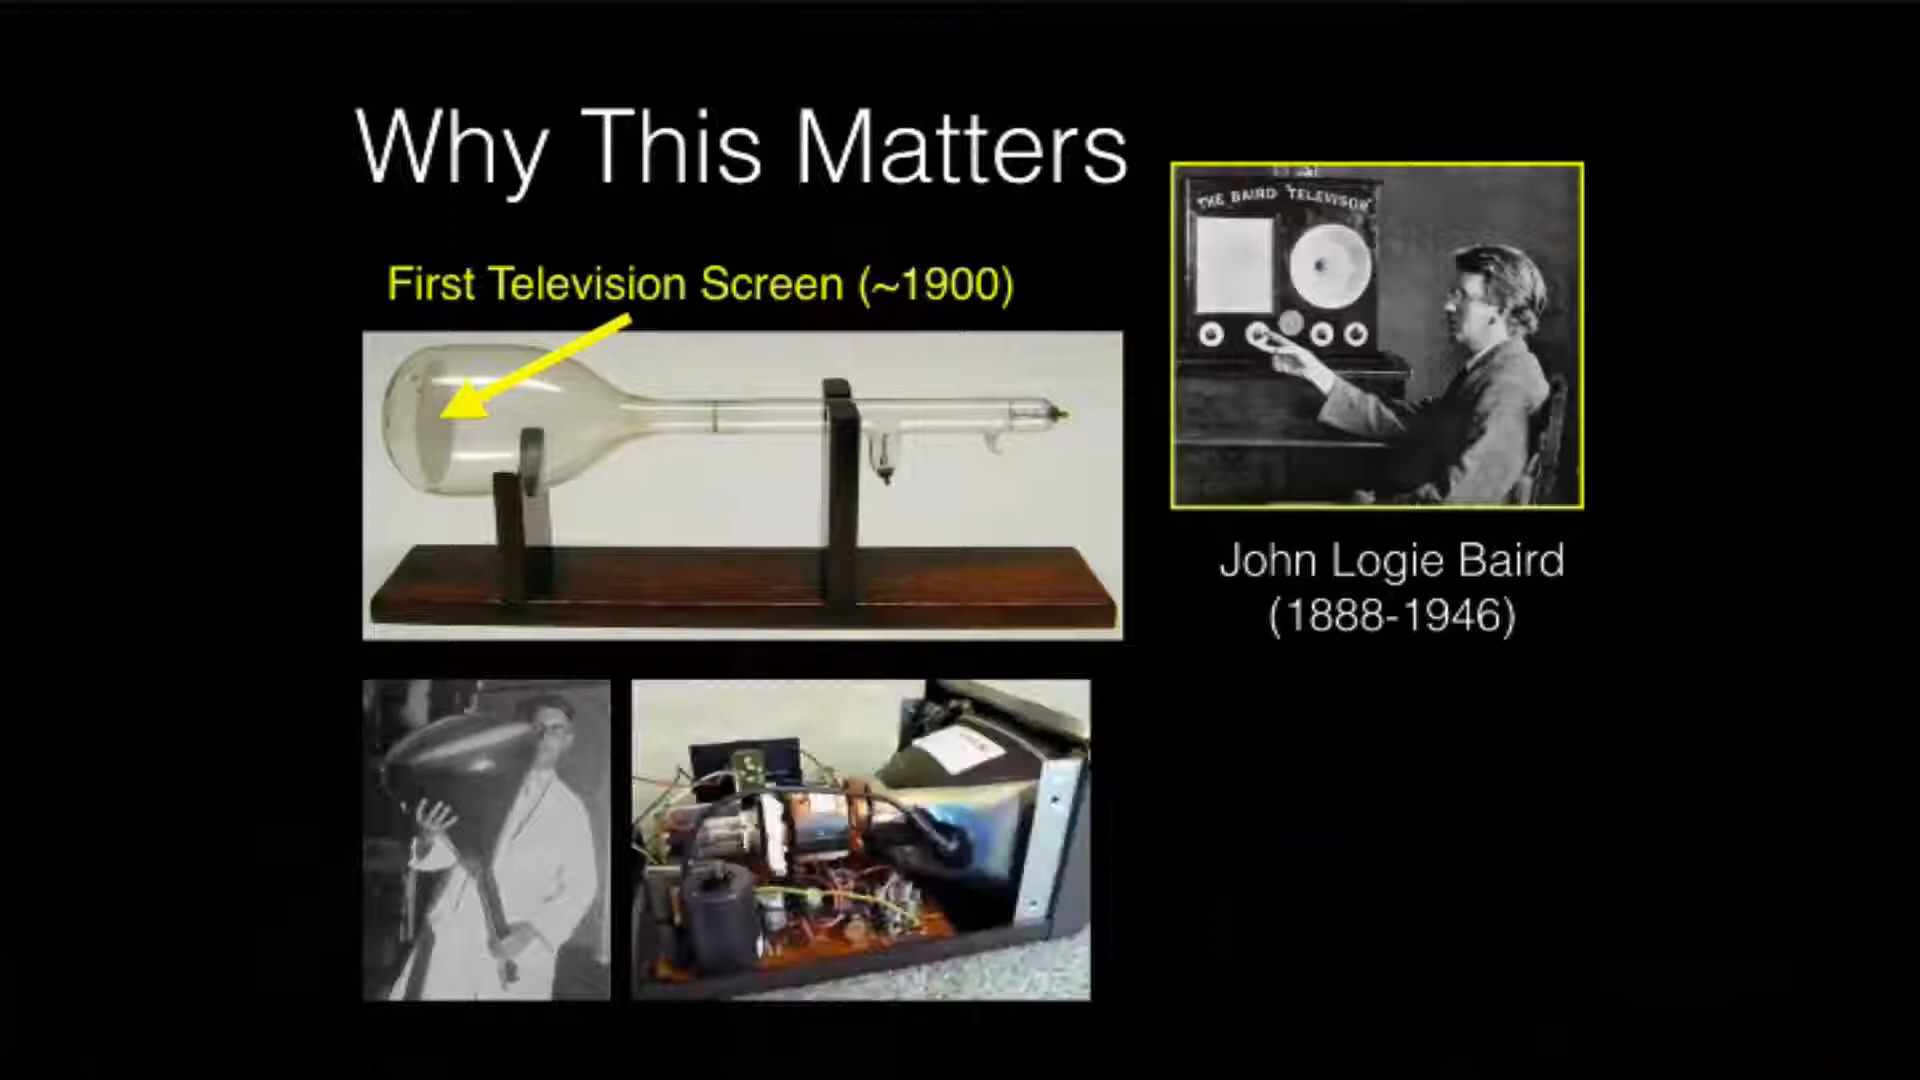 Why This Matters
First Television Screen (~1900)
THE BAIRD TELEVISOR
John Logie Baird
(1888-1946)